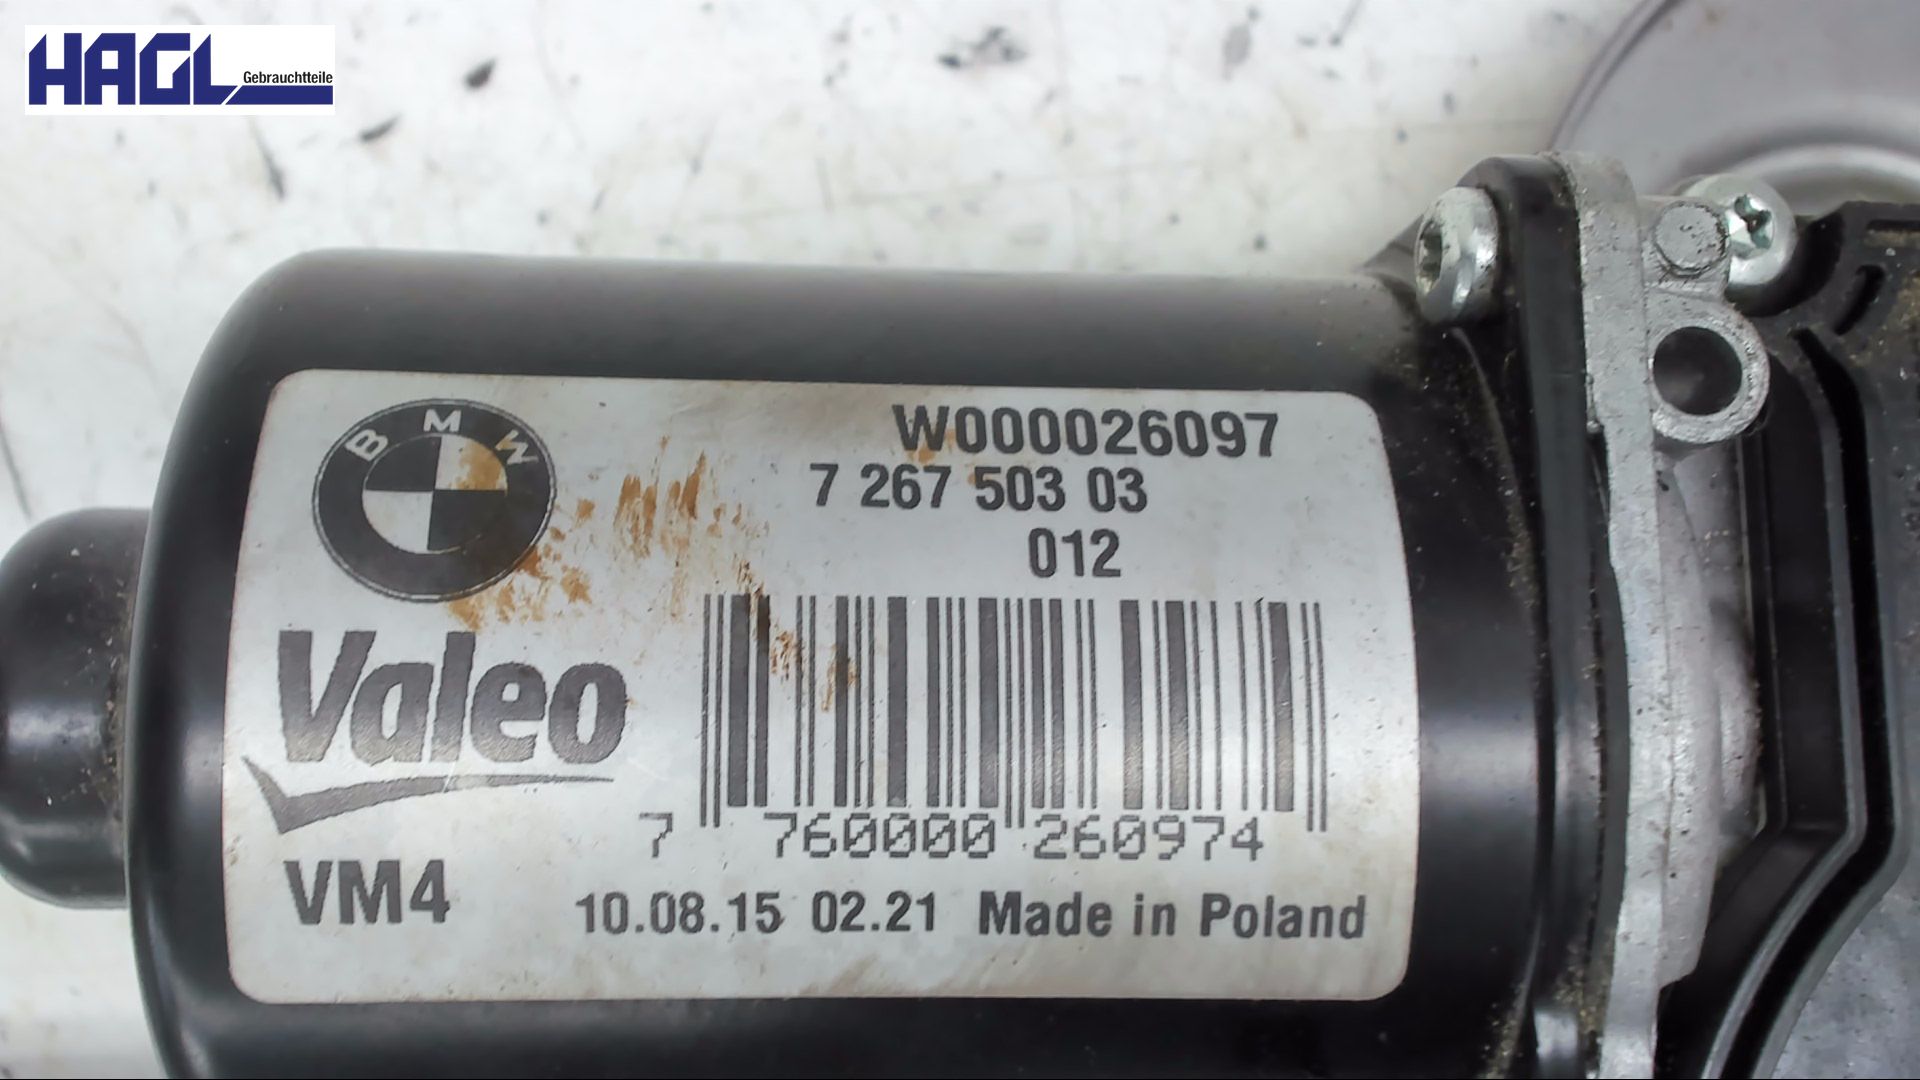 HAGL
Gebrauchtteile
BMW
W000026097
7 267 503 03
012
Valeo
7 760000 260974
VM4
10.08.15 02.21 Made in Poland